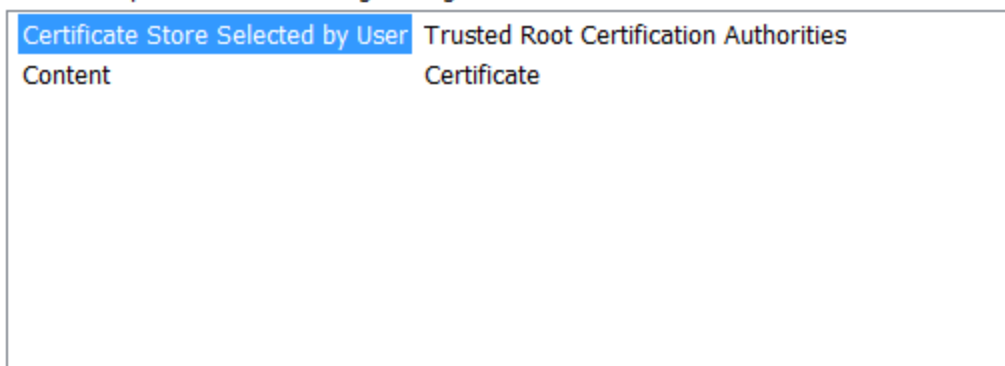 Certificate Store Selected by User Trusted Root Certification Authorities
Content Certificate